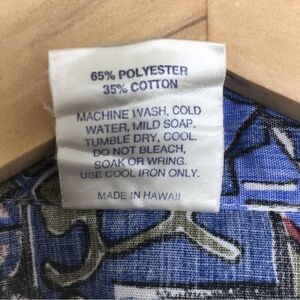 65% POLYESTER
35% COTTON
MACHINE WASH, COLD
WATER, MILD SOAP.
TUMBLE DRY, COOL.
DO NOT BLEACH,
SOAK OR WRING.
USE COOL IRON ONLY.
MADE IN HAWAII